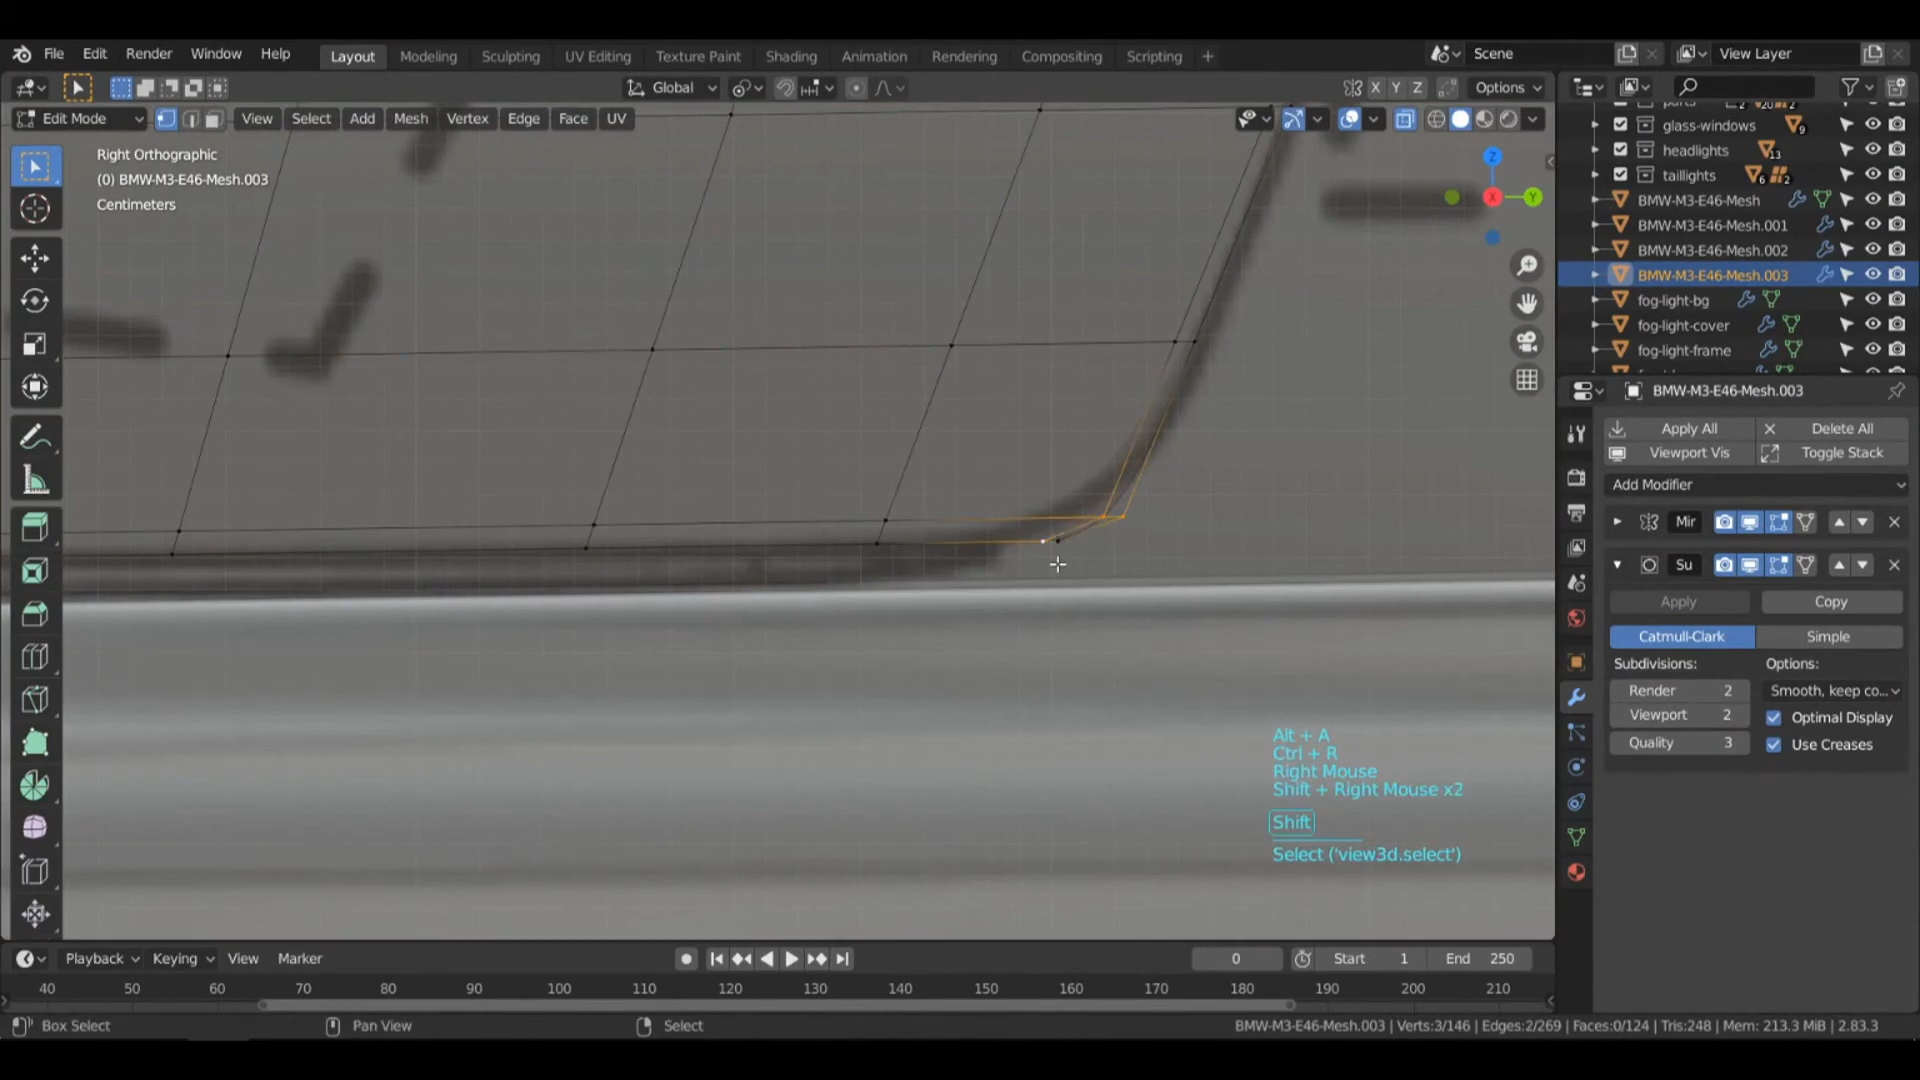 File Edit Render Window Help Layout Modeling Sculpting UV Editing Texture Paint Shading Animation Rendering Compositing Scripting + Scene View Layer
Global X Y Z Options
Edit Mode View Select Add Mesh Vertex Edge Face UV
Right Orthographic
(0) BMW-M3-E46-Mesh.003
Centimeters
Z
X
Y
glass-windows 9
headlights 13
taillights 6 2
BMW-M3-E46-Mesh
BMW-M3-E46-Mesh.001
BMW-M3-E46-Mesh.002
BMW-M3-E46-Mesh.003
fog-light-bg
fog-light-cover
fog-light-frame
BMW-M3-E46-Mesh.003
Apply All Delete All
Viewport Vis Toggle Stack
Add Modifier
Mir
Su
Apply Copy
Catmull-Clark Simple
Subdivisions: Options:
Render 2 Smooth, keep co...
Viewport 2 Optimal Display
Quality 3 Use Creases
Alt + A
Ctrl + R
Right Mouse
Shift + Right Mouse x2
Shift
Select ('view3d.select')
Playback Keying View Marker 0 Start 1 End 250
40 50 60 70 80 90 100 110 120 130 140 150 160 170 180 190 200 210
Box Select Pan View Select BMW-M3-E46-Mesh.003 | Verts:3/146 | Edges:2/269 | Faces:0/124 | Tris:248 | Mem: 213.3 MiB | 2.83.3